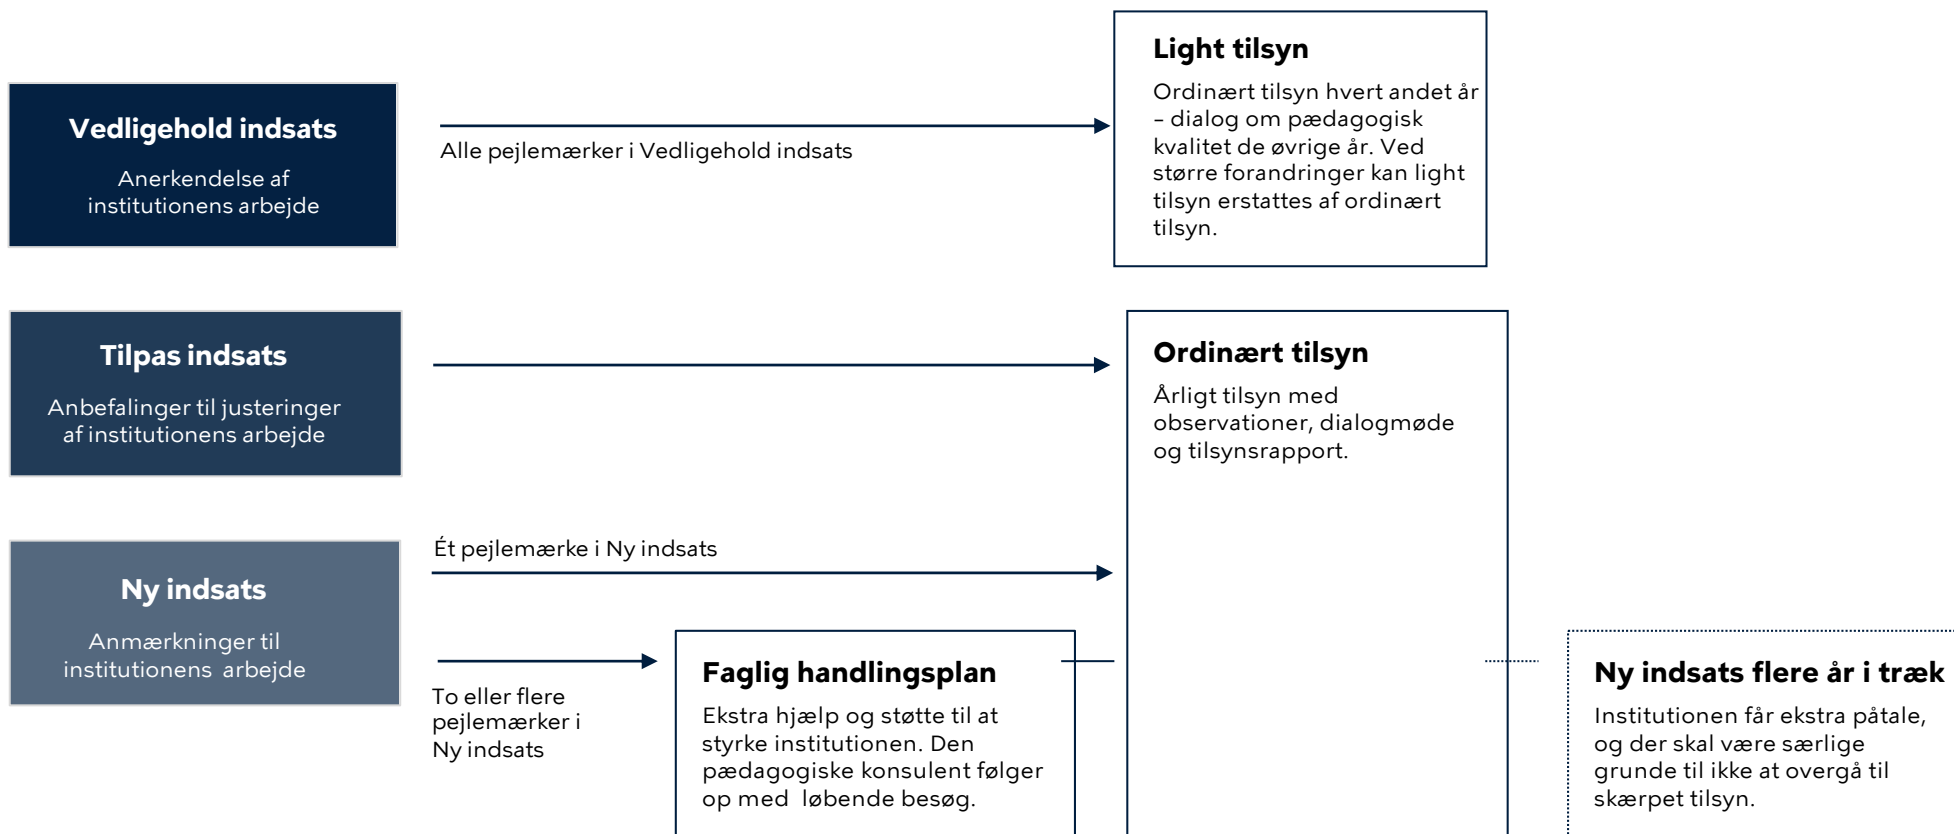 Vedligehold indsats
Anerkendelse af
institutionens arbejde
Alle pejlemærker i Vedligehold indsats
Light tilsyn
Ordinært tilsyn hvert andet år
– dialog om pædagogisk
kvalitet de øvrige år. Ved
større forandringer kan light
tilsyn erstattes af ordinært
tilsyn.
Tilpas indsats
Anbefalinger til justeringer
af institutionens arbejde
Ordinært tilsyn
Årligt tilsyn med
observationer, dialogmøde
og tilsynsrapport.
Ny indsats
Anmærkninger til
institutionens arbejde
Ét pejlemærke i Ny indsats
To eller flere
pejlemærker i
Ny indsats
Faglig handlingsplan
Ekstra hjælp og støtte til at
styrke institutionen. Den
pædagogiske konsulent følger
op med løbende besøg.
Ny indsats flere år i træk
Institutionen får ekstra påtale,
og der skal være særlige
grunde til ikke at overgå til
skærpet tilsyn.